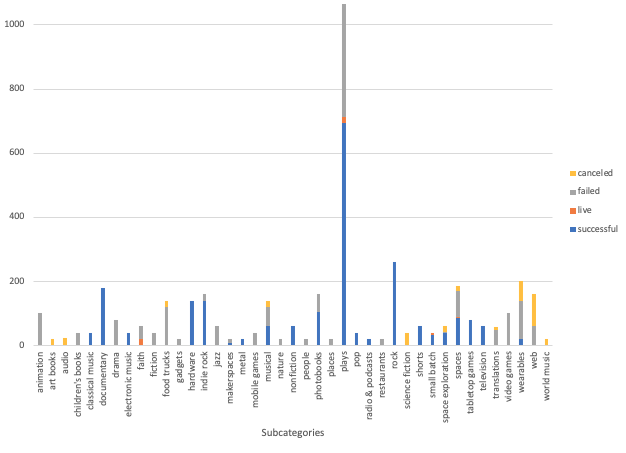 1000
800
600
400
200
0
animation
art books
audio
children's books
classical music
documentary
drama
electronic music
faith
fiction
food trucks
gadgets
hardware
indie rock
jazz
makerspaces
metal
mobile games
musical
nature
nonfiction
people
photobooks
places
plays
pop
radio & podcasts
restaurants
rock
science fiction
shorts
small batch
space exploration
spaces
tabletop games
television
translations
video games
wearables
web
world music
Subcategories
canceled
failed
live
successful